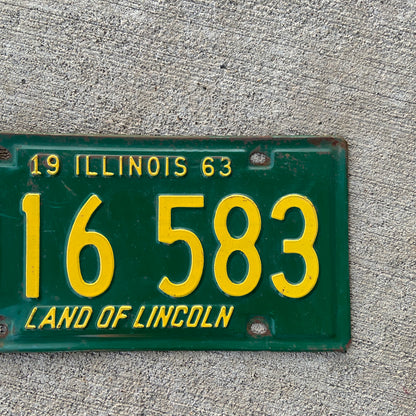 19 ILLINOIS 63
16 583
LAND OF LINCOLN